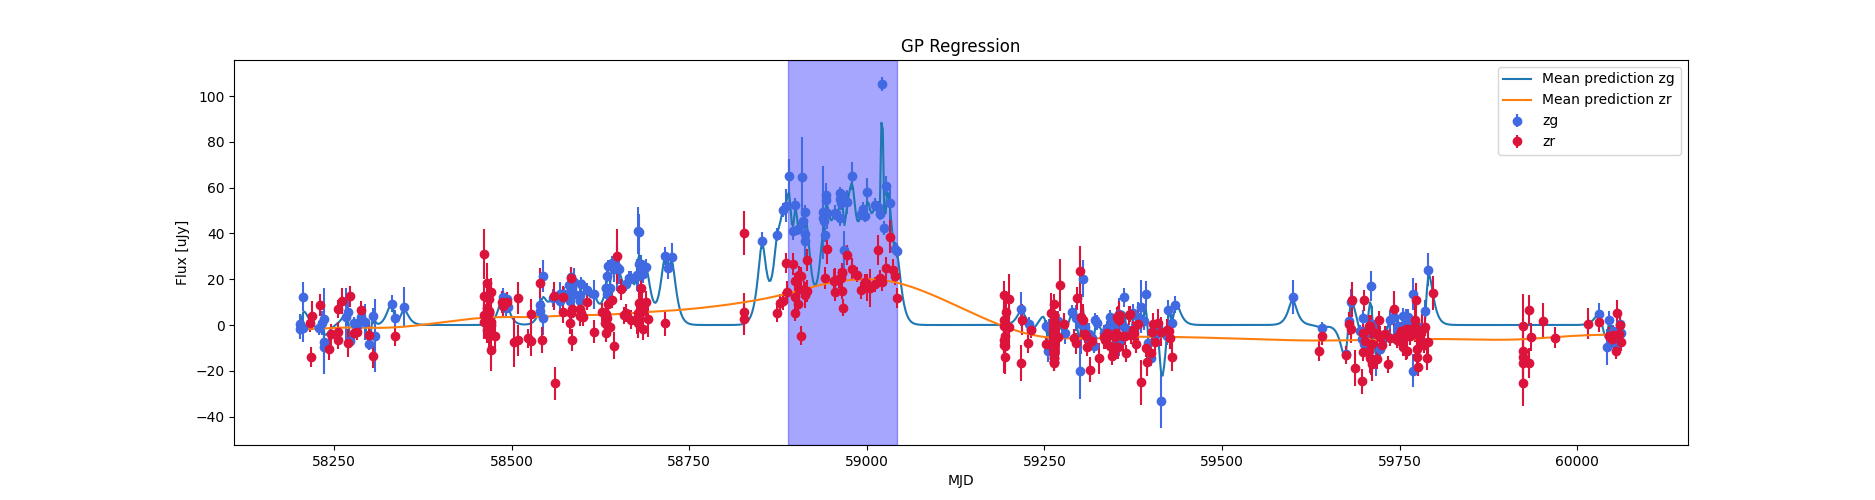 GP Regression
Mean prediction zg
Mean prediction zr
zg
zr
Flux [uJy]
100
80
60
40
20
0
−20
−40
58250 58500 58750 59000 59250 59500 59750 60000
MJD